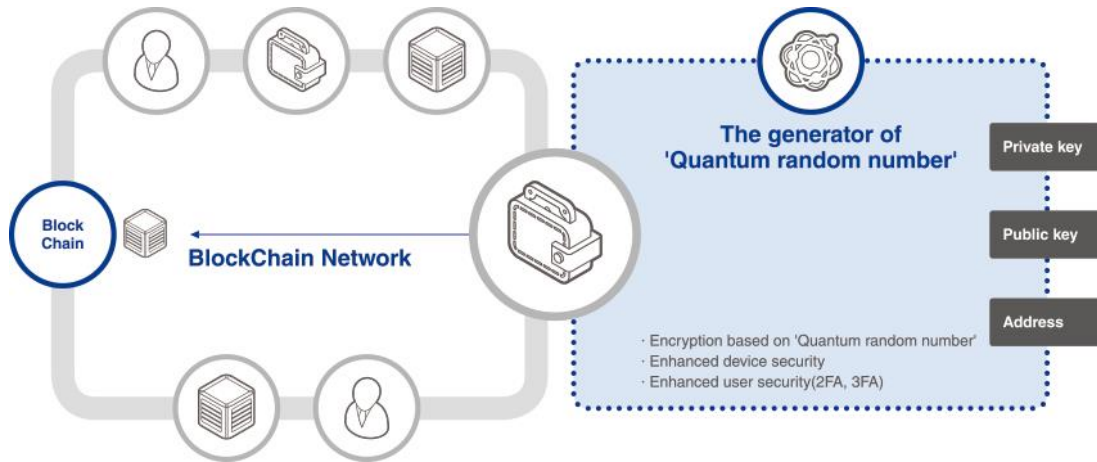 Block
Chain
BlockChain Network
The generator of
'Quantum random number'
Private key
Public key
Address
· Encryption based on 'Quantum random number'
· Enhanced device security
· Enhanced user security(2FA, 3FA)